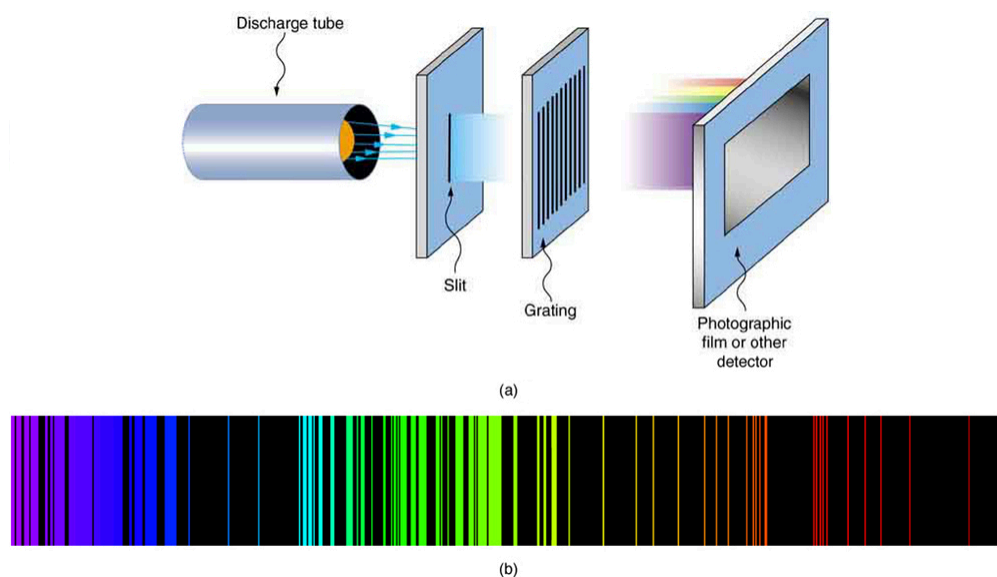 Discharge tube
Slit
Grating
Photographic
film or other
detector
(a)
(b)